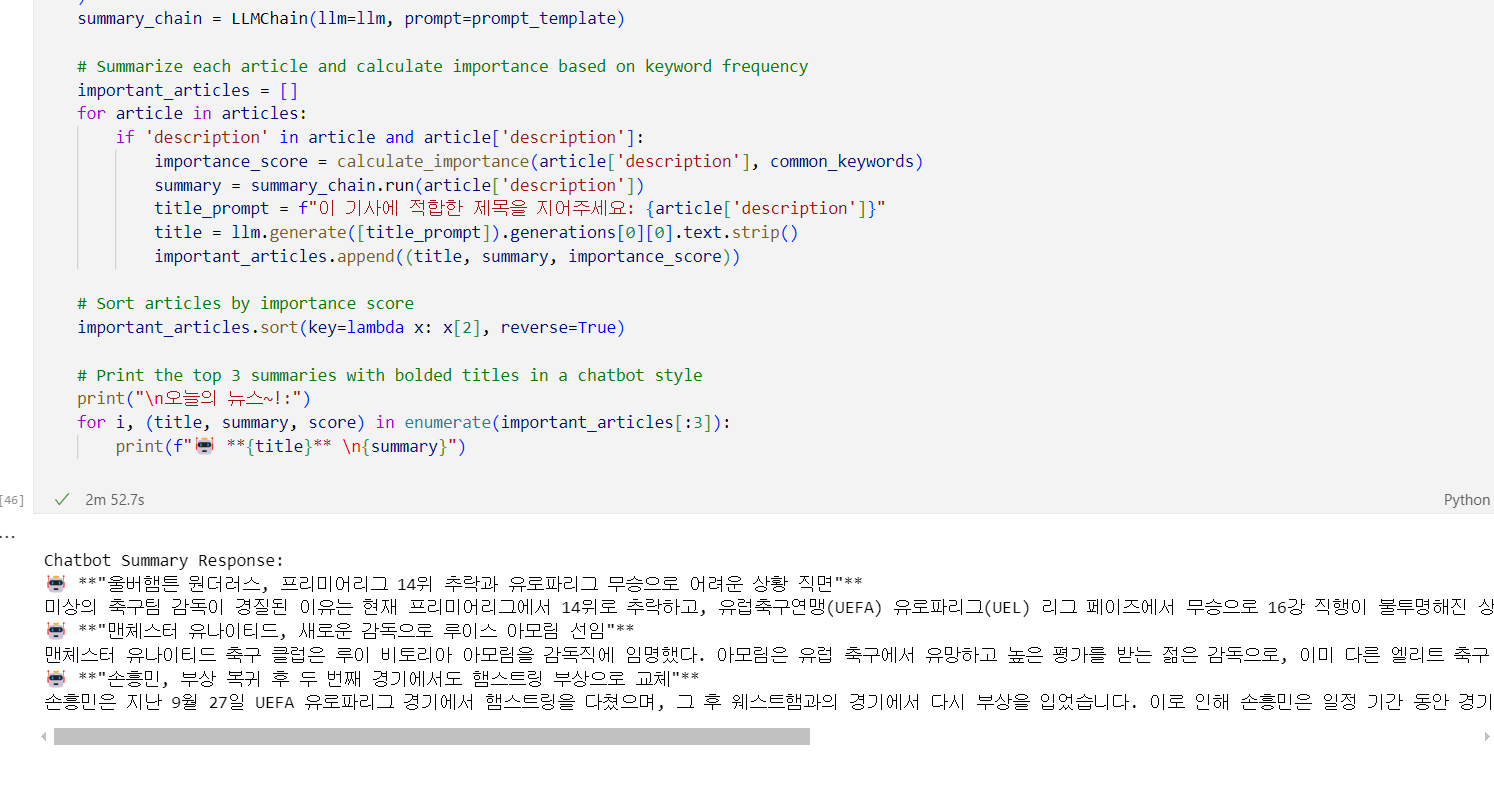 summary_chain = LLMChain(llm=llm, prompt=prompt_template)
# Summarize each article and calculate importance based on keyword frequency
important_articles = []
for article in articles:
if 'description' in article and article['description']:
importance_score = calculate_importance(article['description'], common_keywords)
summary = summary_chain.run(article['description'])
title_prompt = f"이 기사에 적합한 제목을 지어주세요: {article['description']}"
title = llm.generate([title_prompt]).generations[0][0].text.strip()
important_articles.append((title, summary, importance_score))
# Sort articles by importance score
important_articles.sort(key=lambda x: x[2], reverse=True)
# Print the top 3 summaries with bolded titles in a chatbot style
print("\n오늘의 뉴스~!:")
for i, (title, summary, score) in enumerate(important_articles[:3]):
print(f"🤖 **{title}** \n{summary}")
[46]
2m 52.7s
Python
...
Chatbot Summary Response:
🤖 **"울버햄튼 원더러스, 프리미어리그 14위 추락과 유로파리그 무승으로 어려운 상황 직면"**
미상의 축구팀 감독이 경질된 이유는 현재 프리미어리그에서 14위로 추락하고, 유럽축구연맹(UEFA) 유로파리그(UEL) 리그 페이즈에서 무승으로 16강 직행이 불투명해진 상
🤖 **"맨체스터 유나이티드, 새로운 감독으로 루이스 아모림 선임"**
맨체스터 유나이티드 축구 클럽은 루이 비토리아 아모림을 감독직에 임명했다. 아모림은 유럽 축구에서 유망하고 높은 평가를 받는 젊은 감독으로, 이미 다른 엘리트 축구
🤖 **"손흥민, 부상 복귀 후 두 번째 경기에서도 햄스트링 부상으로 교체"**
손흥민은 지난 9월 27일 UEFA 유로파리그 경기에서 햄스트링을 다쳤으며, 그 후 웨스트햄과의 경기에서 다시 부상을 입었습니다. 이로 인해 손흥민은 일정 기간 동안 경기